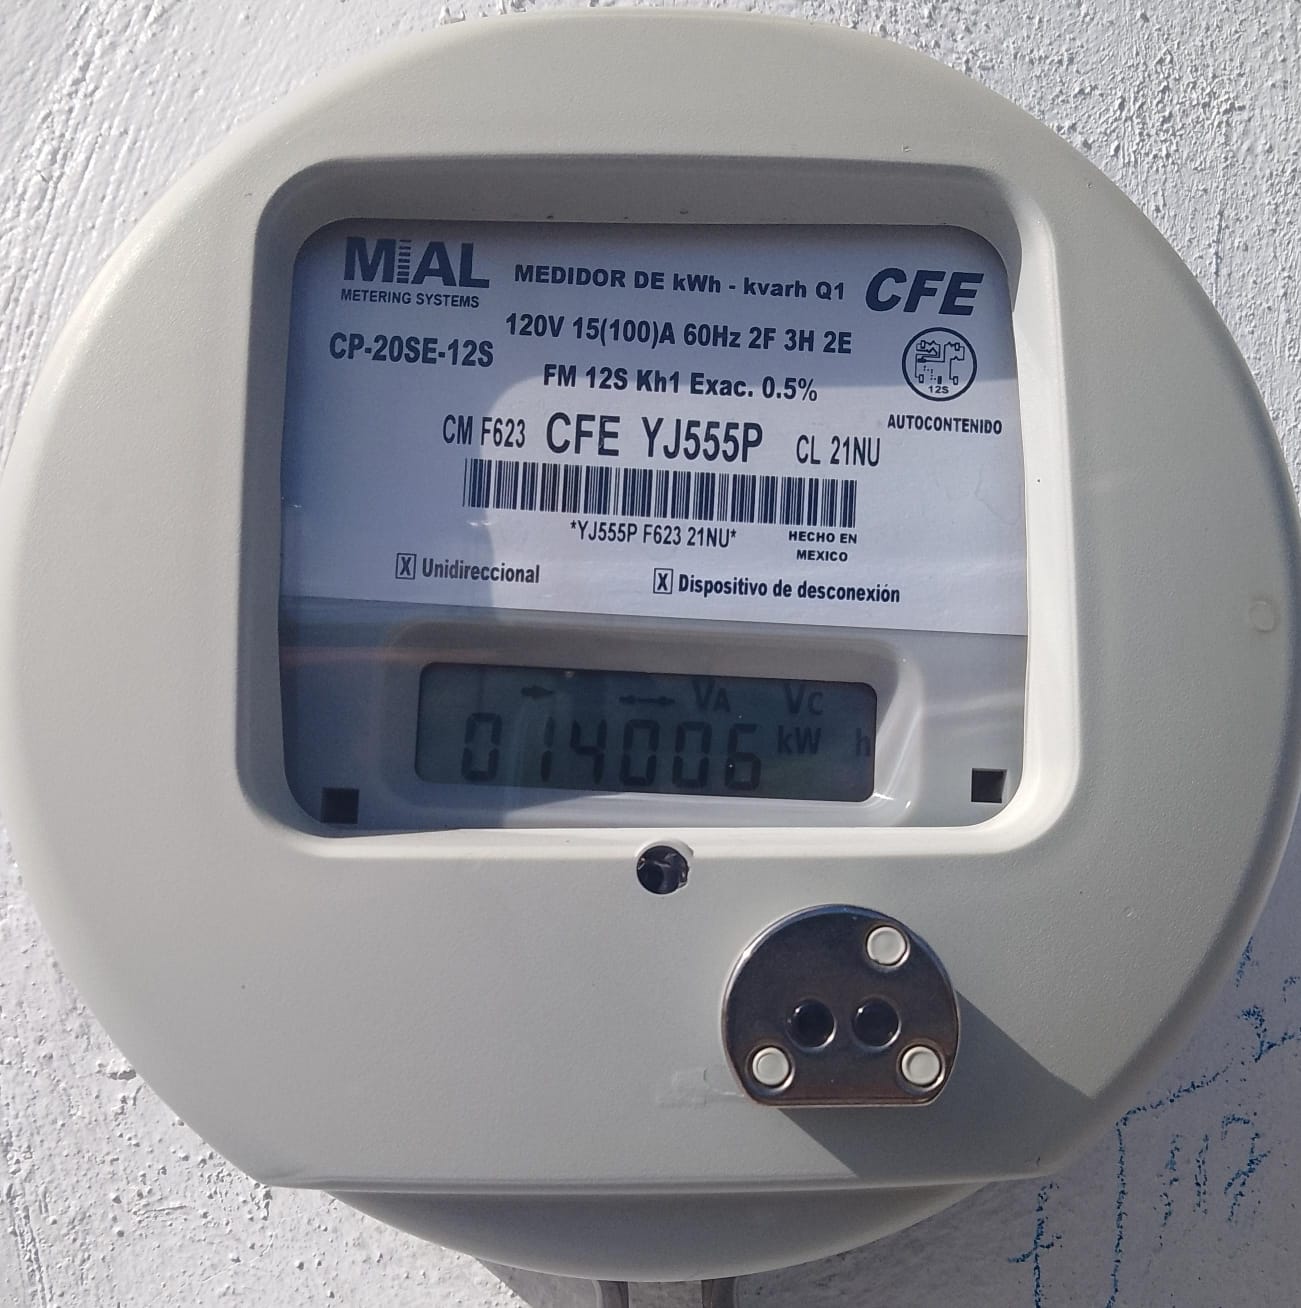 MIAL
METERING SYSTEMS
MEDIDOR DE kWh - kvarh Q1
CFE
CP-20SE-12S
120V 15(100)A 60Hz 2F 3H 2E
FM 12S Kh1 Exac. 0.5%
12S
AUTOCONTENIDO
CM F623 CFE YJ555P CL 21NU
*YJ555P F623 21NU*
HECHO EN
MEXICO
X Unidireccional
X Dispositivo de desconexión
VA VC
014006 kW h